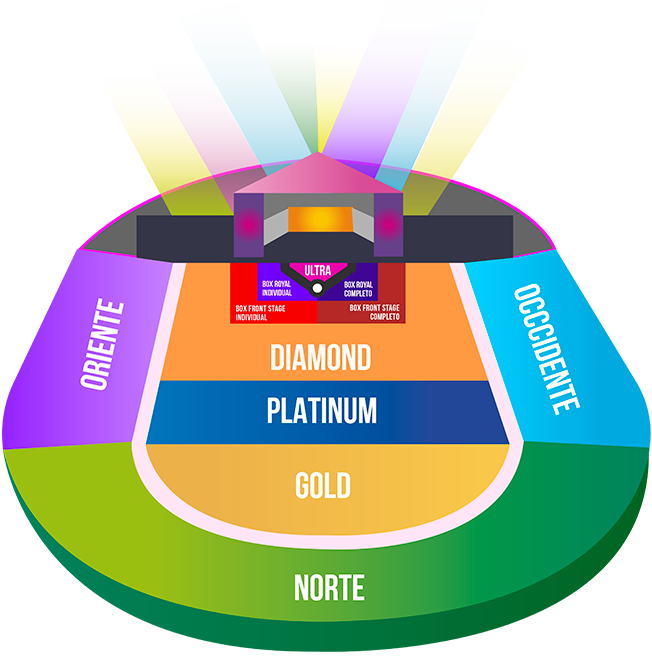 ULTRA
BOX ROYAL
INDIVIDUAL
BOX ROYAL
COMPLETO
BOX FRONT STAGE
INDIVIDUAL
BOX FRONT STAGE
COMPLETO
ORIENTE
OCCCIDENTE
DIAMOND
PLATINUM
GOLD
NORTE